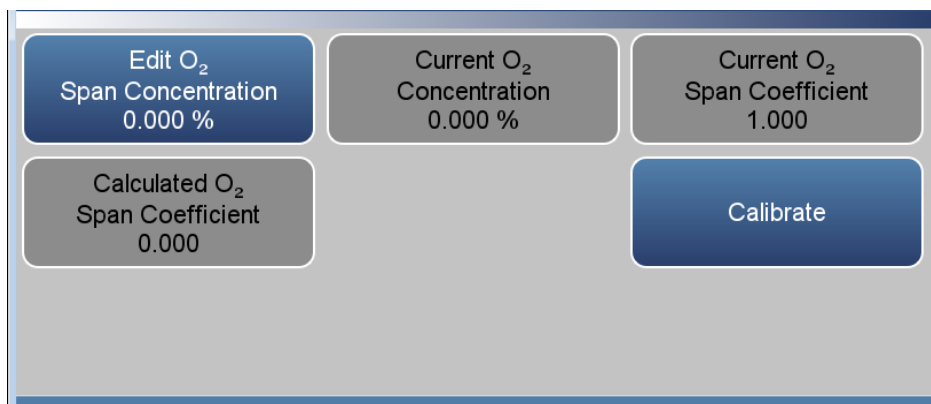 Edit O₂
Span Concentration
0.000 %
Current O₂
Concentration
0.000 %
Current O₂
Span Coefficient
1.000
Calculated O₂
Span Coefficient
0.000
Calibrate